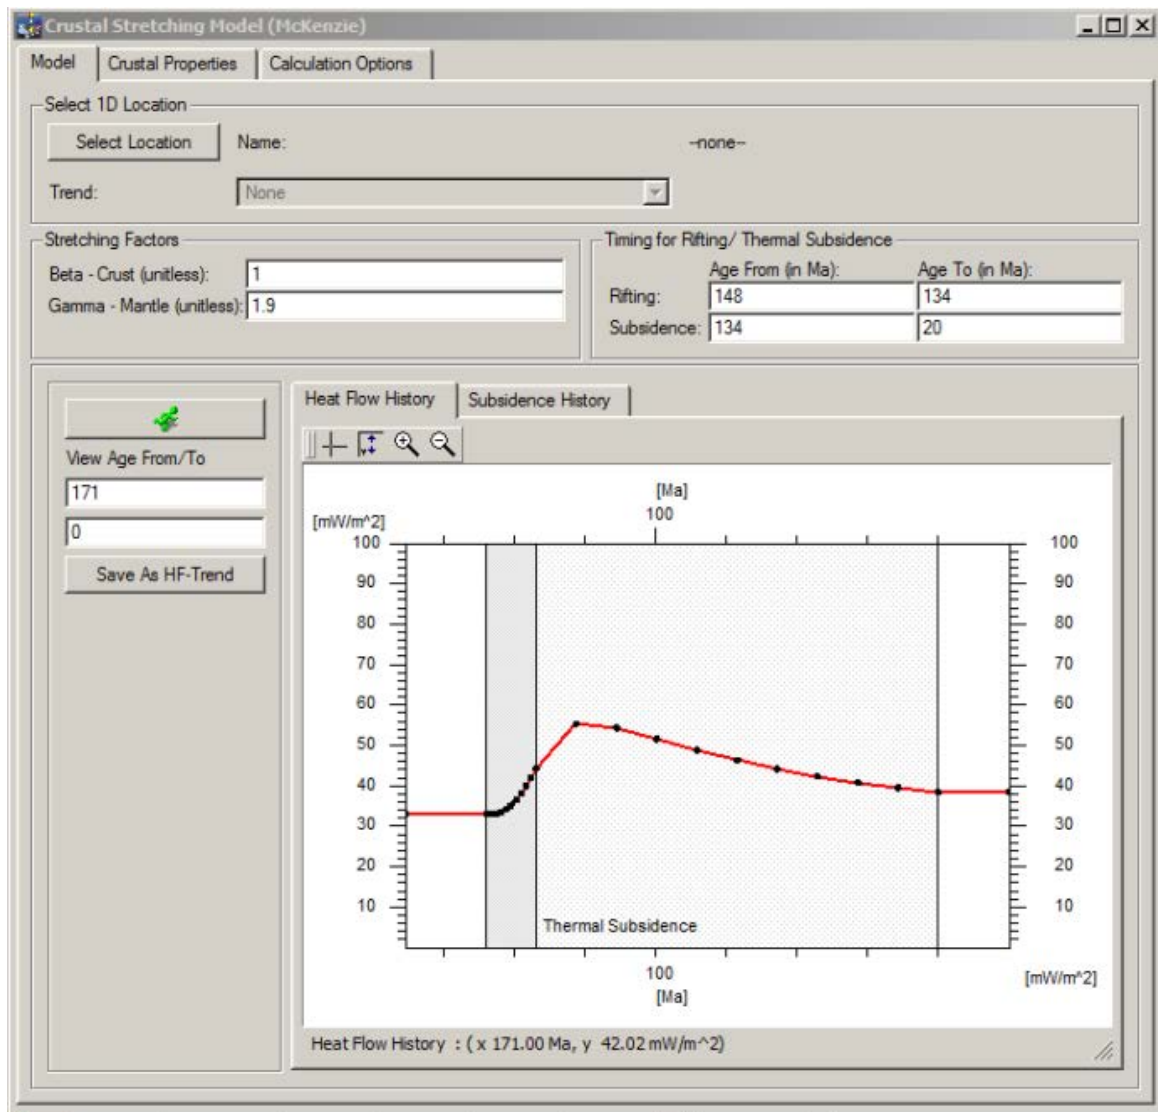 Crustal Stretching Model (McKenzie)
Model Crustal Properties Calculation Options
Select 1D Location
Select Location Name: --none--
Trend: None
Stretching Factors
Beta - Crust (unitless): 1
Gamma - Mantle (unitless): 1.9
Timing for Rifting/ Thermal Subsidence
Age From (in Ma): Age To (in Ma):
Rifting: 148 134
Subsidence: 134 20
View Age From/To
171
0
Save As HF-Trend
Heat Flow History Subsidence History
[Ma]
[mW/m^2] 100
100 100
90 90
80 80
70 70
60 60
50 50
40 40
30 30
20 20
10 10
Thermal Subsidence
100
[Ma] [mW/m^2]
Heat Flow History : ( x 171.00 Ma, y 42.02 mW/m^2)